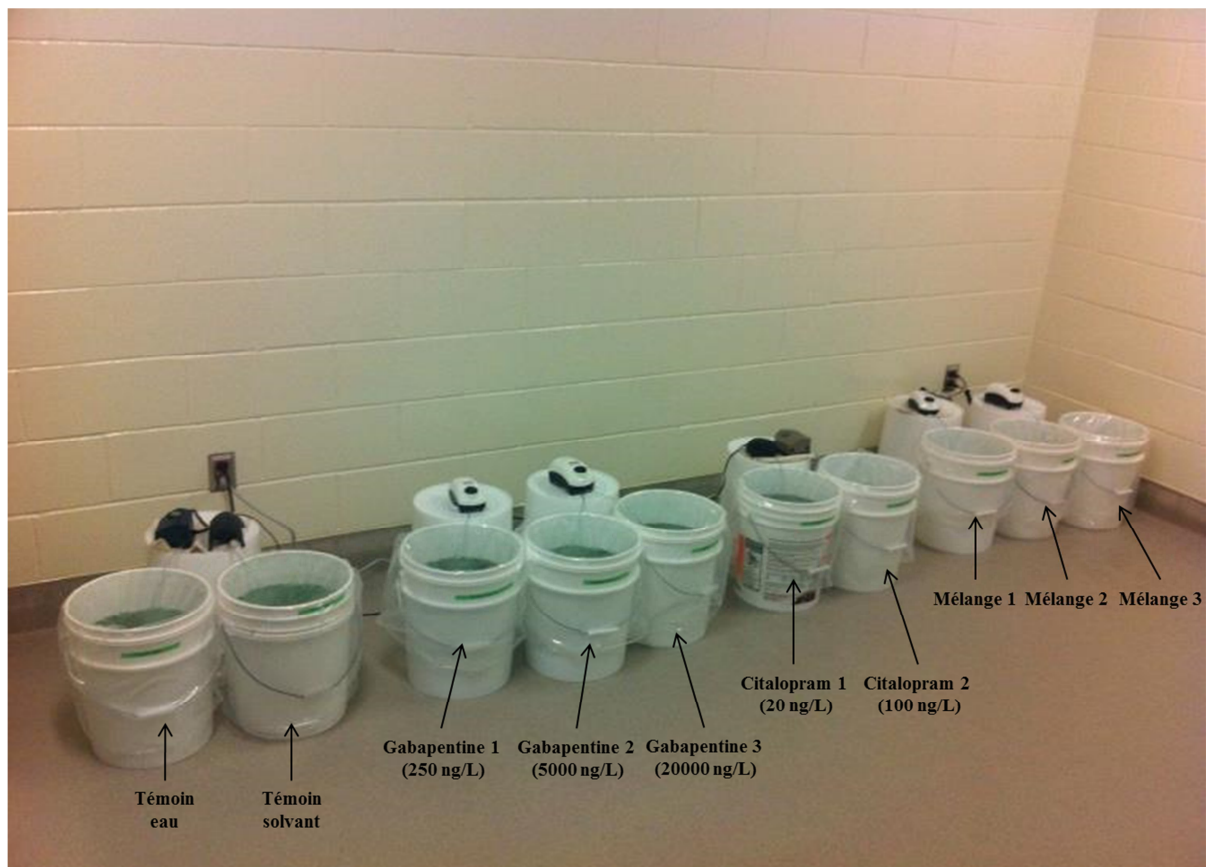 Mélange 1 Mélange 2 Mélange 3
Citalopram 1
(20 ng/L)
Citalopram 2
(100 ng/L)
Gabapentine 1
(250 ng/L)
Gabapentine 2
(5000 ng/L)
Gabapentine 3
(20000 ng/L)
Témoin
eau
Témoin
solvant